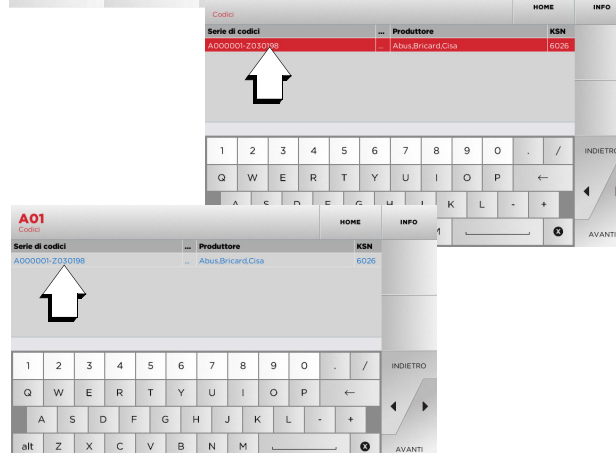 Codici
HOME
INFO
Serie di codici ... Produttore KSN
A000001-Z030198 .. Abus,Bricard,Cisa 6026
1 2 3 4 5 6 7 8 9 0 . /
INDIETRO
Q W E R T Y U I O P ←
AVANTI
A01
Codici
HOME
INFO
Serie di codici ... Produttore KSN
A000001-Z030198 .. Abus,Bricard,Cisa 6026
1 2 3 4 5 6 7 8 9 0 . /
INDIETRO
Q W E R T Y U I O P ←
A S D F G H J K L - +
alt Z X C V B N M
AVANTI